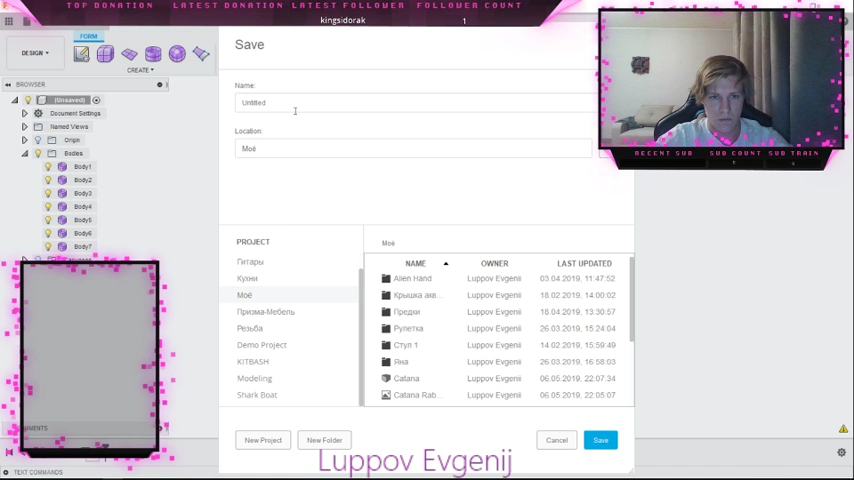 TOP DONATION LATEST DONATION LATEST FOLLOWER FOLLOWER COUNT
kingsidorak 1
FORM
DESIGN
CREATE
BROWSER
(Unsaved)
Document Settings
Named Views
Origin
Bodies
Body1
Body2
Body3
Body4
Body5
Body6
Body7
Save
Name:
Untitled
Location:
Моё
PROJECT
Гитары
Кухни
Моё
Призма-Мебель
Резьба
Demo Project
KITBASH
Modeling
Shark Boat
Моё
NAME OWNER LAST UPDATED
Alien Hand Luppov Evgenii 03.04.2019, 11:47:52
Крышка акв... Luppov Evgenii 18.02.2019, 14:00:02
Предки Luppov Evgenii 18.04.2019, 13:30:57
Рулетка Luppov Evgenii 26.03.2019, 15:24:04
Стул 1 Luppov Evgenii 14.02.2019, 15:59:49
Яна Luppov Evgenii 26.03.2019, 16:58:03
Catana Luppov Evgenii 06.05.2019, 22:07:34
Catana Rab... Luppov Evgenii 06.05.2019, 22:05:07
New Project New Folder Cancel Save
RECENT SUB SUB COUNT SUB TRAIN
TEXT COMMANDS
Luppov Evgenij